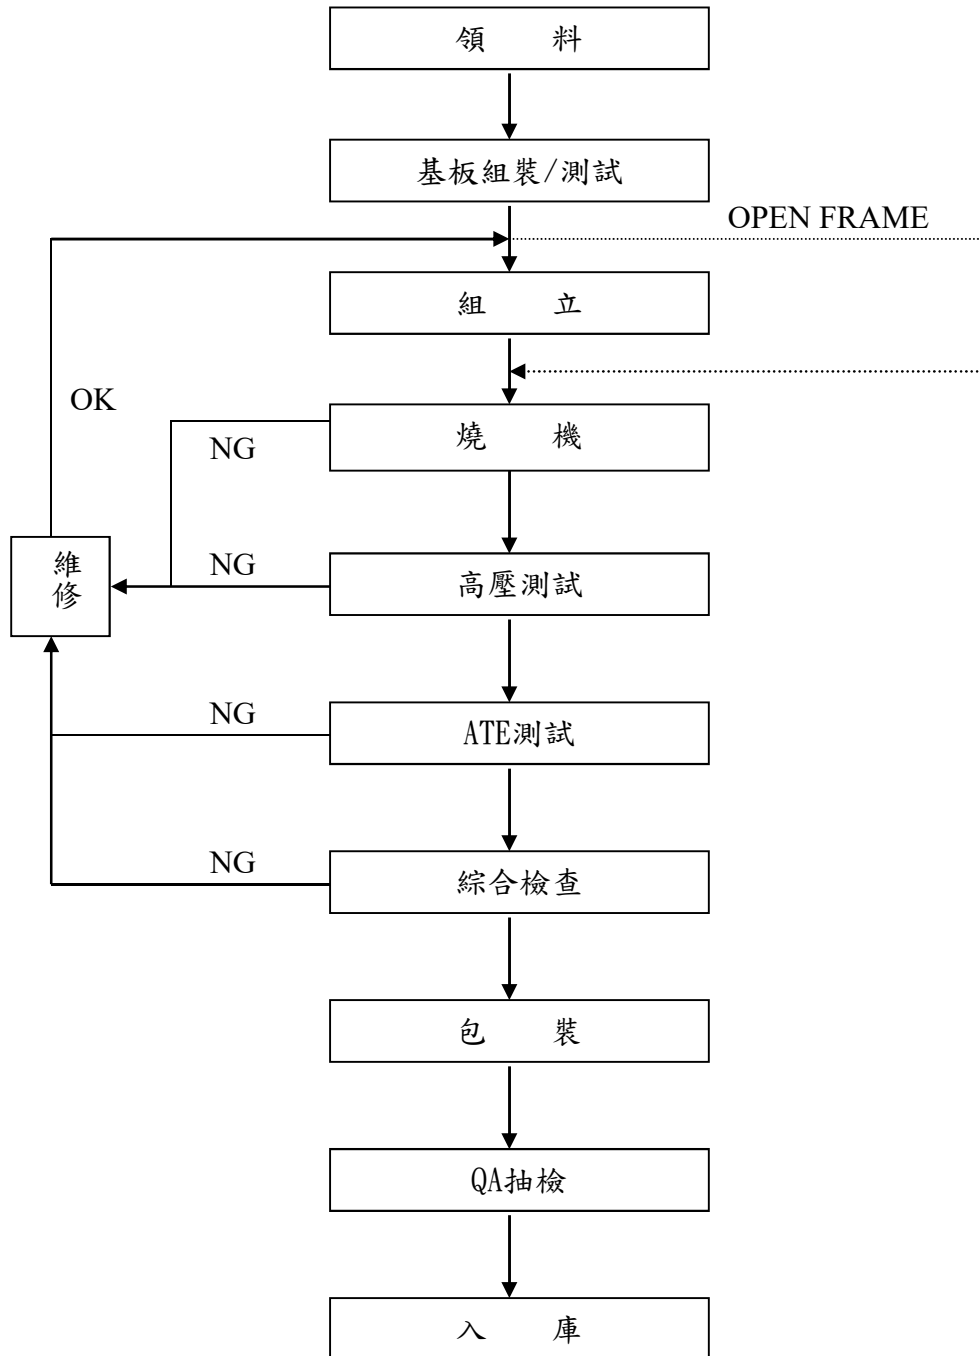 領 料
基板組裝/測試
OPEN FRAME
組 立
OK
燒 機
NG
維修
NG
高壓測試
NG
ATE測試
NG
綜合檢查
包 裝
QA抽檢
入 庫